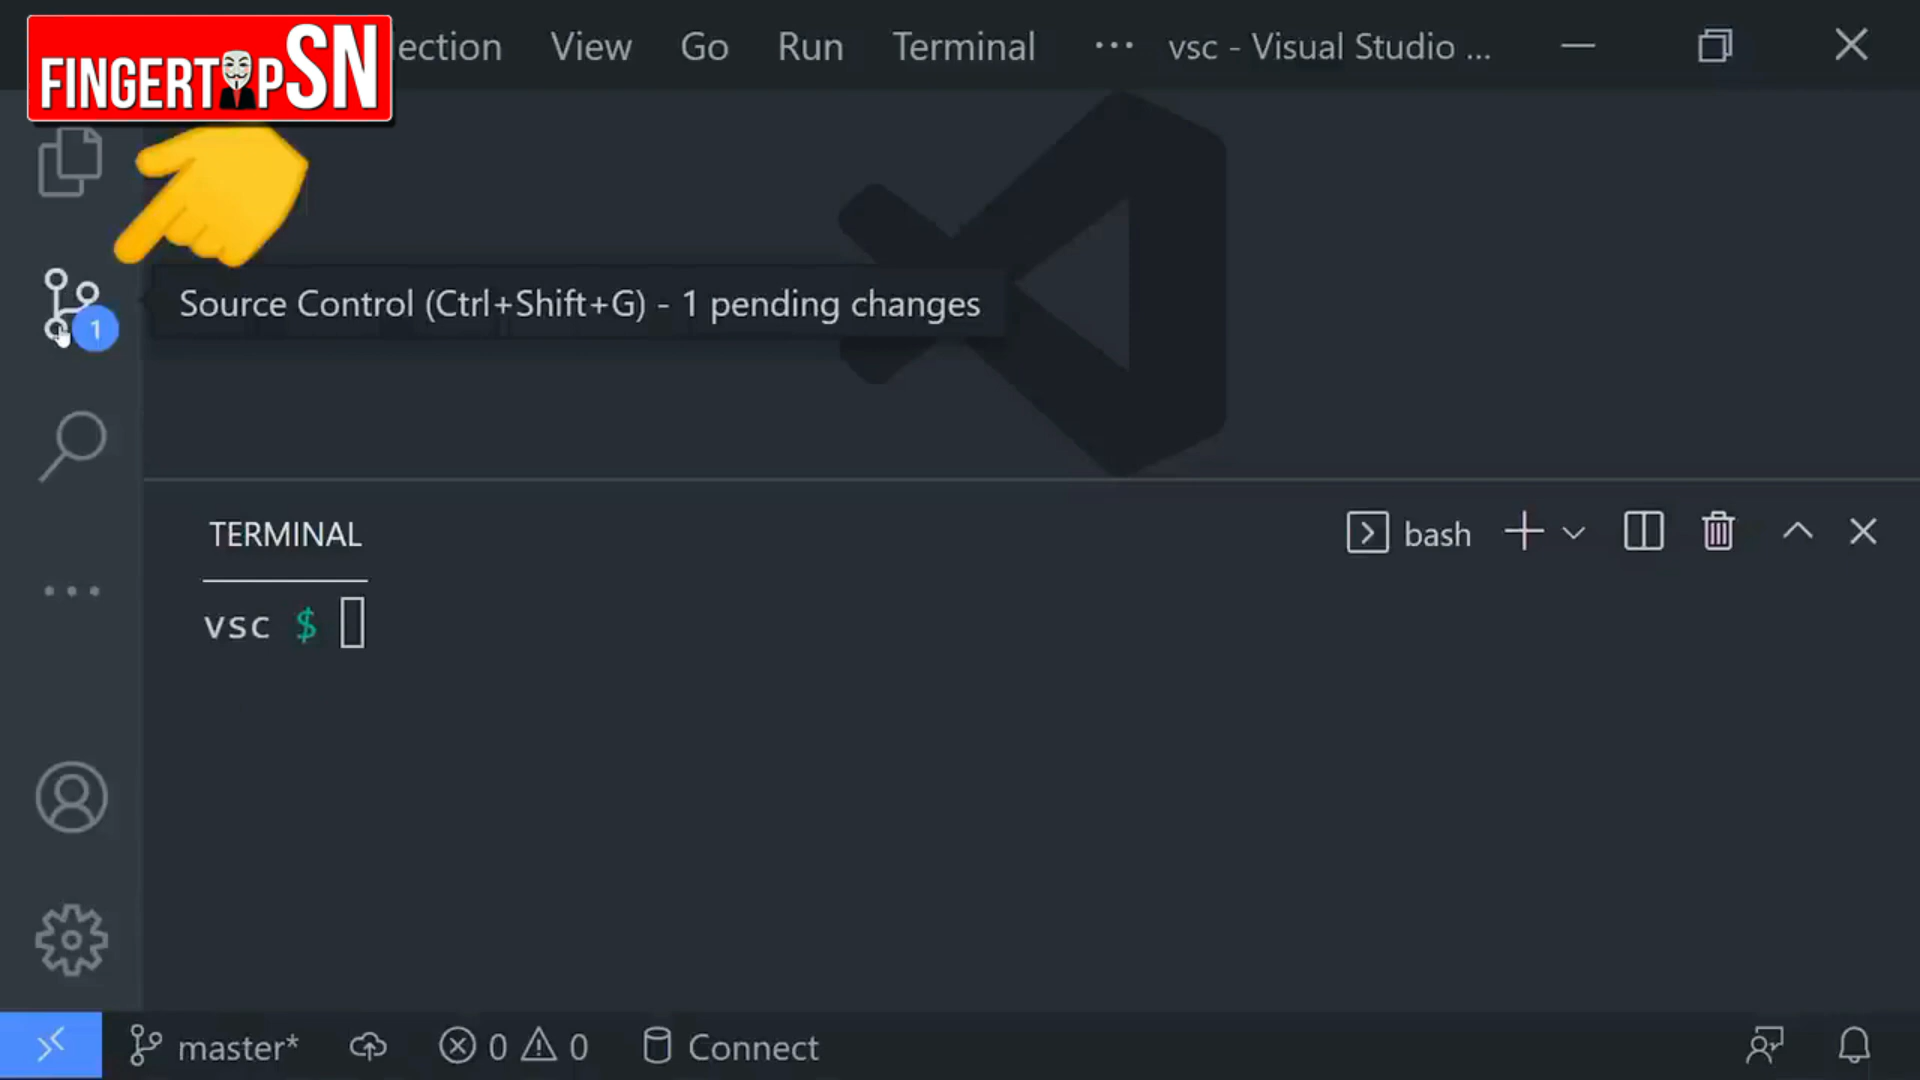 FINGERTIPSN
ection View Go Run Terminal ··· vsc - Visual Studio ...
Source Control (Ctrl+Shift+G) - 1 pending changes
1
TERMINAL
bash
vsc $
master* 0 0 Connect